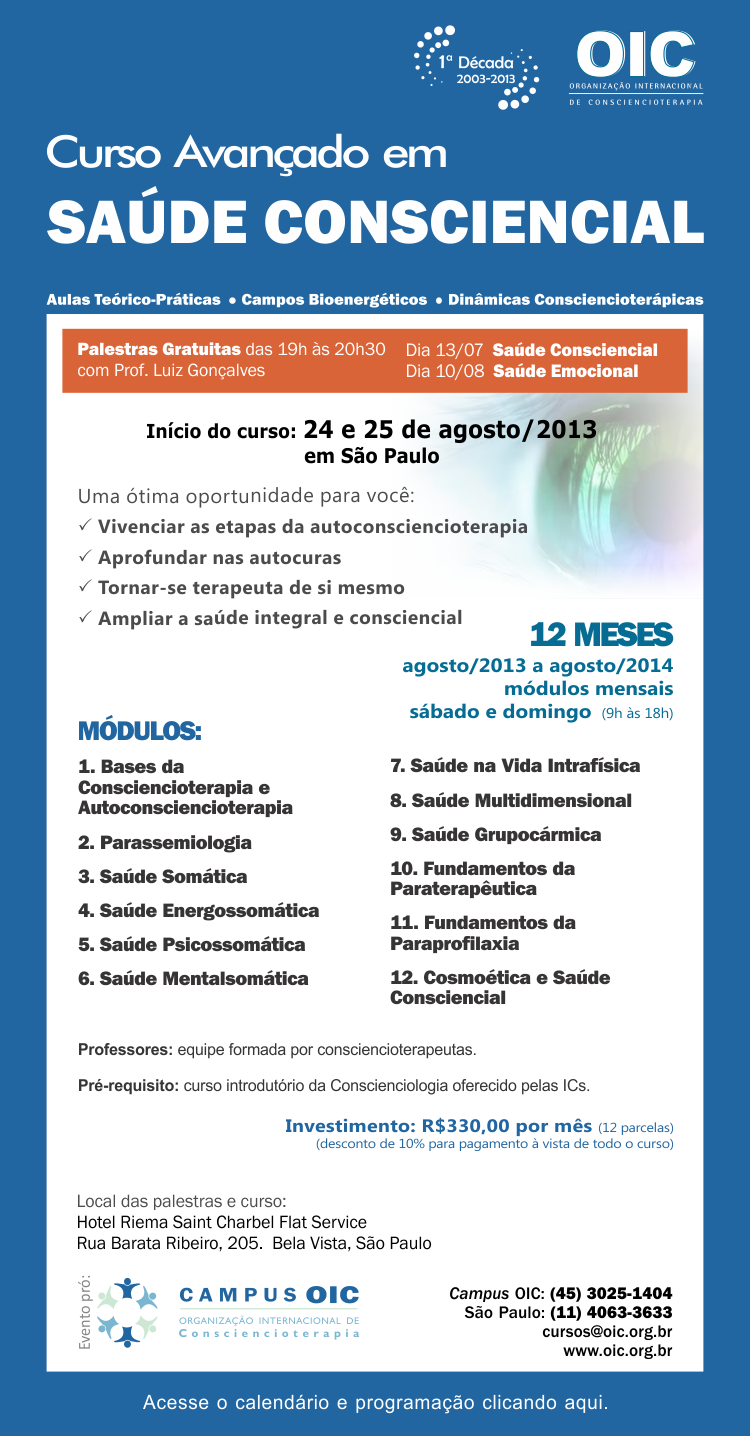 1ª Década
2003-2013
OIC
ORGANIZAÇÃO INTERNACIONAL
DE CONSCIENCIOTERAPIA
Curso Avançado em
SAÚDE CONSCIENCIAL
Aulas Teórico-Práticas • Campos Bioenergéticos • Dinâmicas Consciencioterápicas
Palestras Gratuitas das 19h às 20h30
com Prof. Luiz Gonçalves
Dia 13/07 Saúde Consciencial
Dia 10/08 Saúde Emocional
Início do curso: 24 e 25 de agosto/2013
em São Paulo
Uma ótima oportunidade para você:
✓ Vivenciar as etapas da autoconsciencioterapia
✓ Aprofundar nas autocuras
✓ Tornar-se terapeuta de si mesmo
✓ Ampliar a saúde integral e consciencial
12 MESES
agosto/2013 a agosto/2014
módulos mensais
sábado e domingo (9h às 18h)
MÓDULOS:
1. Bases da
Consciencioterapia e
Autoconsciencioterapia
2. Parassemiologia
3. Saúde Somática
4. Saúde Energossomática
5. Saúde Psicossomática
6. Saúde Mentalsomática
7. Saúde na Vida Intrafísica
8. Saúde Multidimensional
9. Saúde Grupocármica
10. Fundamentos da
Paraterapêutica
11. Fundamentos da
Paraprofilaxia
12. Cosmoética e Saúde
Consciencial
Professores: equipe formada por consciencioterapeutas.
Pré-requisito: curso introdutório da Conscienciologia oferecido pelas ICs.
Investimento: R$330,00 por mês (12 parcelas)
(desconto de 10% para pagamento à vista de todo o curso)
Local das palestras e curso:
Hotel Riema Saint Charbel Flat Service
Rua Barata Ribeiro, 205. Bela Vista, São Paulo
Evento pró:
CAMPUS OIC
ORGANIZAÇÃO INTERNACIONAL DE
Consciencioterapia
Campus OIC: (45) 3025-1404
São Paulo: (11) 4063-3633
cursos@oic.org.br
www.oic.org.br
Acesse o calendário e programação clicando aqui.